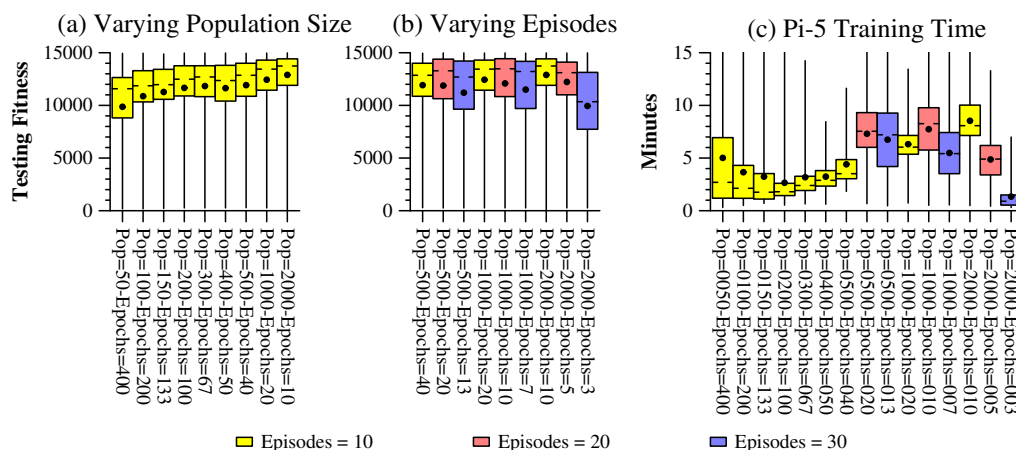 (a) Varying Population Size
(b) Varying Episodes
(c) Pi-5 Training Time
Testing Fitness
15000
10000
5000
0
Pop=50-Epochs=400
Pop=100-Epochs=200
Pop=150-Epochs=133
Pop=200-Epochs=100
Pop=300-Epochs=67
Pop=400-Epochs=50
Pop=500-Epochs=40
Pop=1000-Epochs=20
Pop=2000-Epochs=10
15000
10000
5000
0
Pop=500-Epochs=40
Pop=500-Epochs=20
Pop=500-Epochs=13
Pop=1000-Epochs=20
Pop=1000-Epochs=10
Pop=1000-Epochs=7
Pop=2000-Epochs=10
Pop=2000-Epochs=5
Pop=2000-Epochs=3
Minutes
15
10
5
0
Pop=0050-Epochs=400
Pop=0100-Epochs=200
Pop=0150-Epochs=133
Pop=0200-Epochs=100
Pop=0300-Epochs=067
Pop=0400-Epochs=050
Pop=0500-Epochs=040
Pop=0500-Epochs=020
Pop=0500-Epochs=013
Pop=1000-Epochs=020
Pop=1000-Epochs=010
Pop=1000-Epochs=007
Pop=2000-Epochs=010
Pop=2000-Epochs=005
Pop=2000-Epochs=003
Episodes = 10
Episodes = 20
Episodes = 30